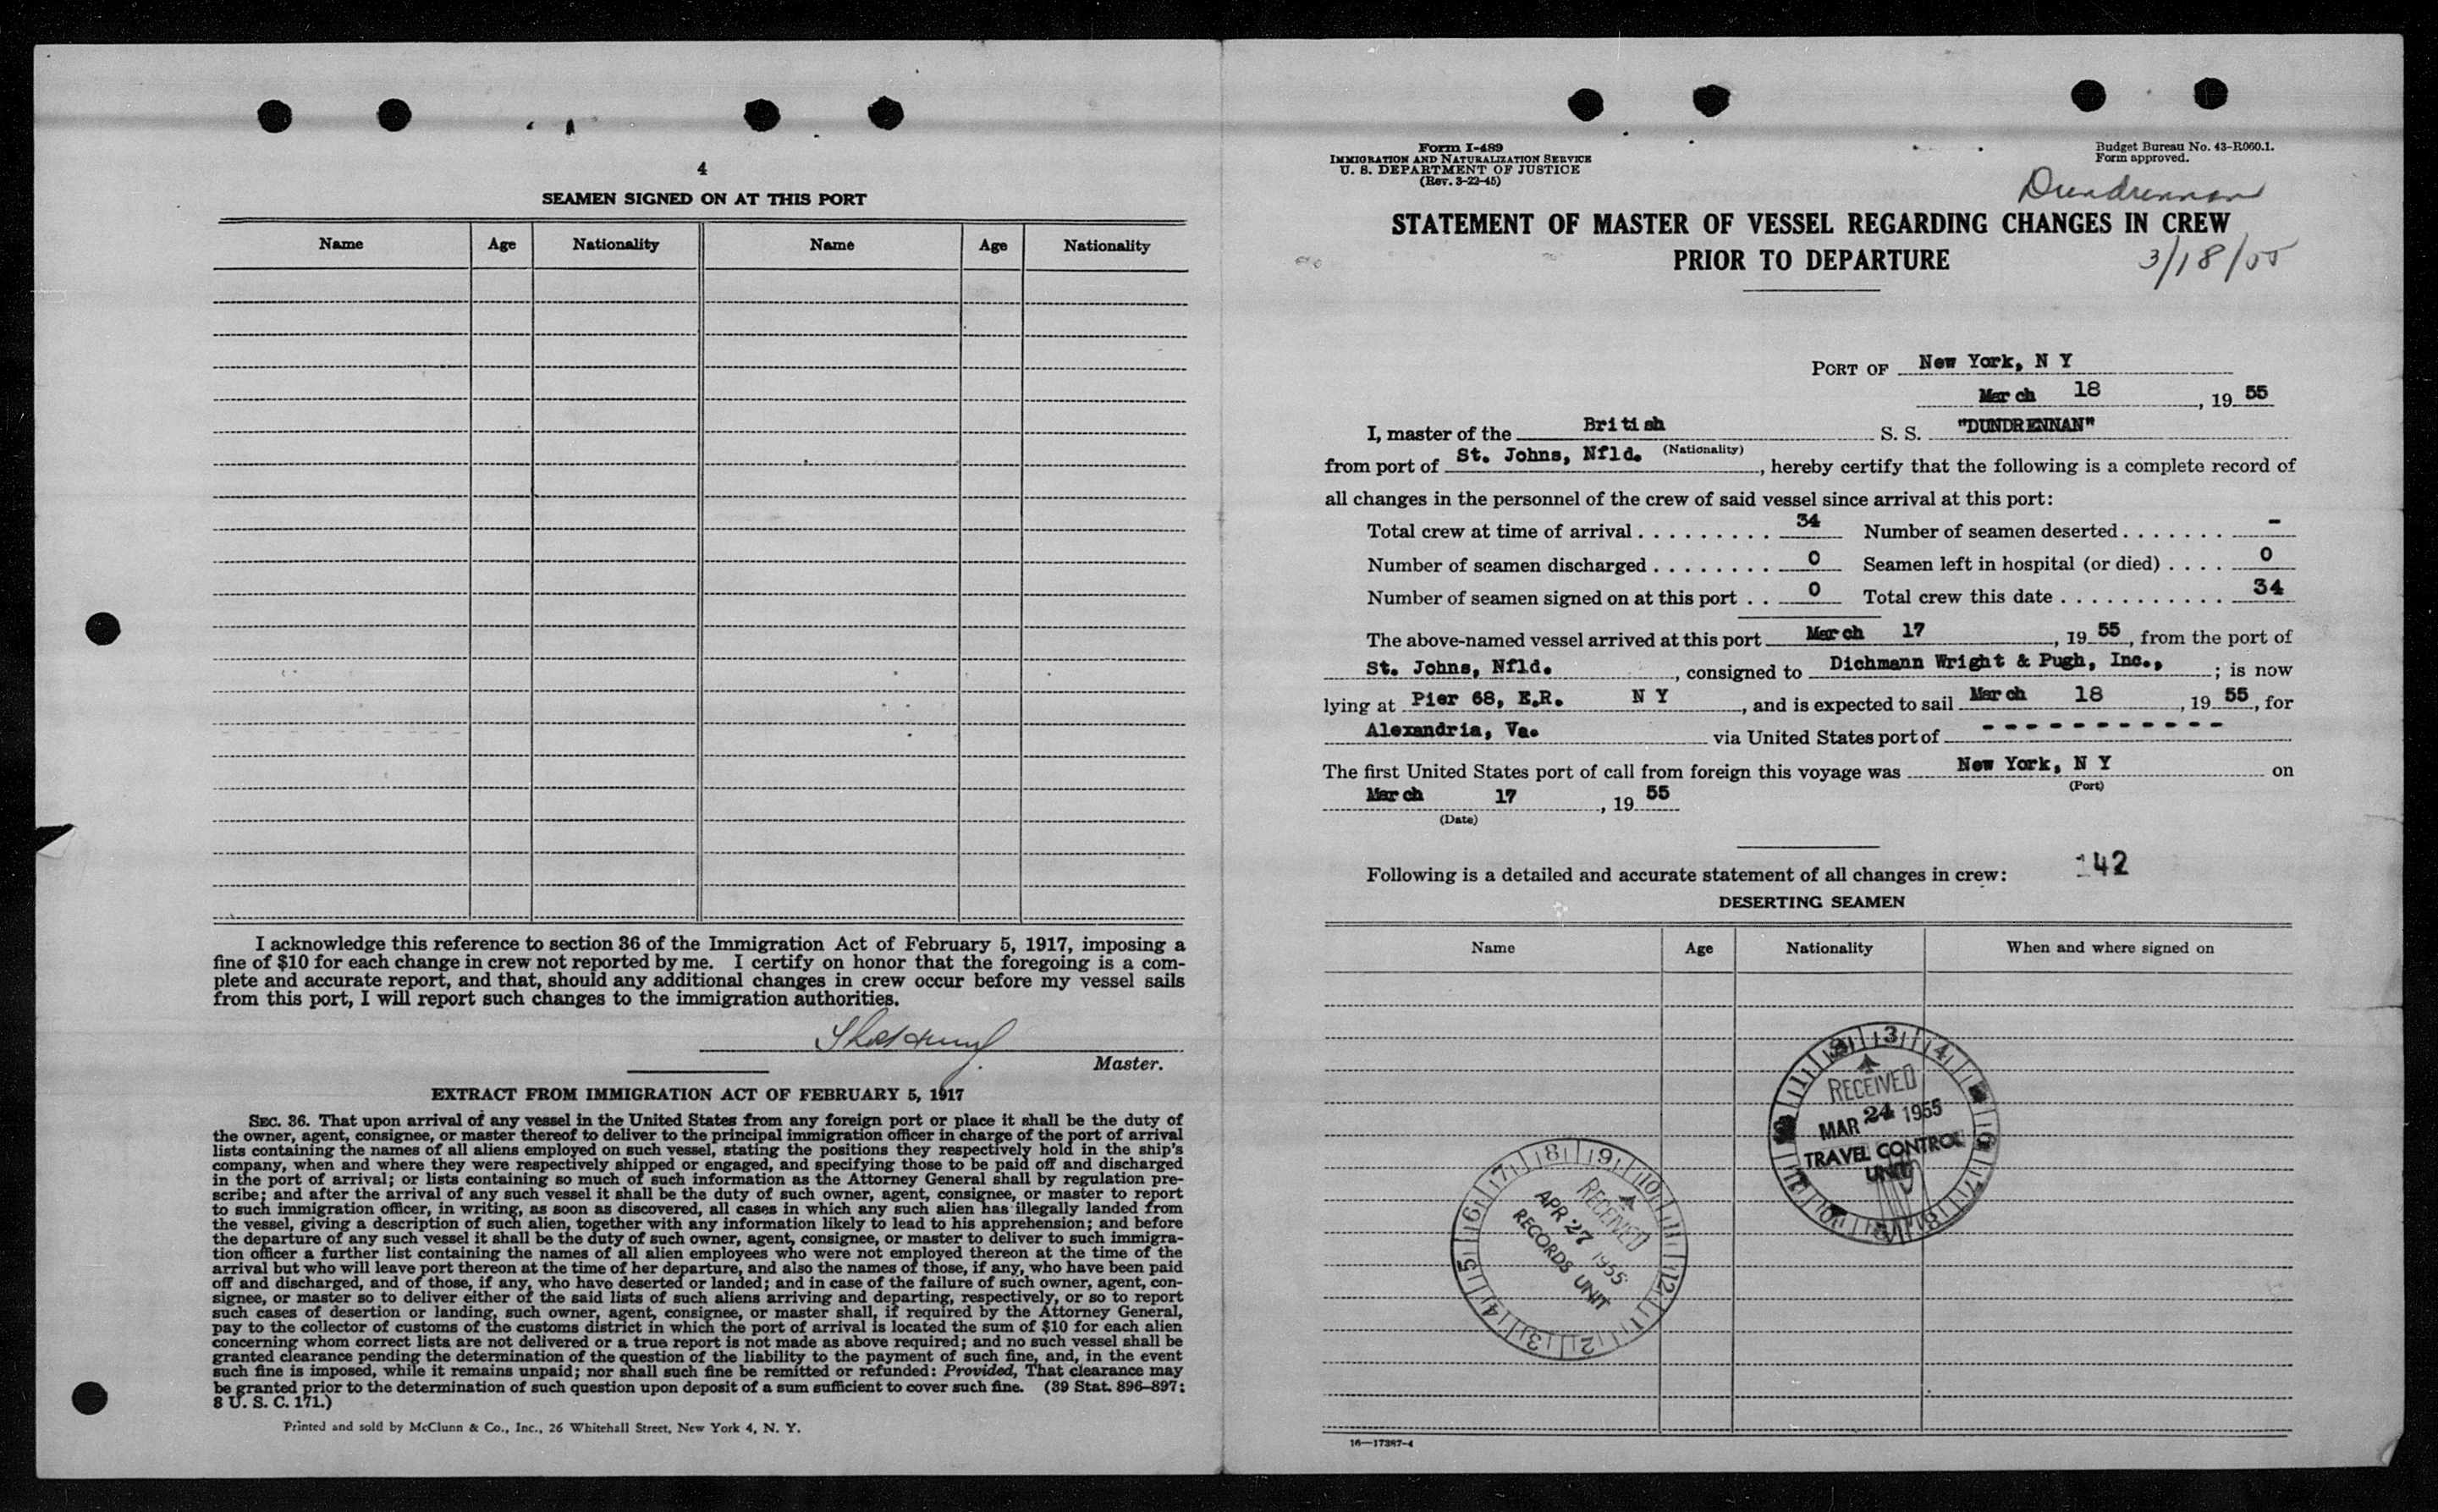 4
SEAMEN SIGNED ON AT THIS PORT
Name Age Nationality Name Age Nationality
I acknowledge this reference to section 36 of the Immigration Act of February 5, 1917, imposing a
fine of $10 for each change in crew not reported by me. I certify on honor that the foregoing is a com-
plete and accurate report, and that, should any additional changes in crew occur before my vessel sails
from this port, I will report such changes to the immigration authorities.
Master.
EXTRACT FROM IMMIGRATION ACT OF FEBRUARY 5, 1917
SEC. 36. That upon arrival of any vessel in the United States from any foreign port or place it shall be the duty of
the owner, agent, consignee, or master thereof to deliver to the principal immigration officer in charge of the port of arrival
lists containing the names of all aliens employed on such vessel, stating the positions they respectively hold in the ship's
company, when and where they were respectively shipped or engaged, and specifying those to be paid off and discharged
in the port of arrival; or lists containing so much of such information as the Attorney General shall by regulation pre-
scribe; and after the arrival of any such vessel it shall be the duty of such owner, agent, consignee, or master to report
to such immigration officer, in writing, as soon as discovered, all cases in which any such alien has illegally landed from
the vessel, giving a description of such alien, together with any information likely to lead to his apprehension; and before
the departure of any such vessel it shall be the duty of such owner, agent, consignee, or master to deliver to such immigra-
tion officer a further list containing the names of all alien employees who were not employed thereon at the time of the
arrival but who will leave port thereon at the time of her departure, and also the names of those, if any, who have been paid
off and discharged, and of those, if any, who have deserted or landed; and in case of the failure of such owner, agent, con-
signee, or master so to deliver either of the said lists of such aliens arriving and departing, respectively, or so to report
such cases of desertion or landing, such owner, agent, consignee, or master shall, if required by the Attorney General,
pay to the collector of customs of the customs district in which the port of arrival is located the sum of $10 for each alien
concerning whom correct lists are not delivered or a true report is not made as above required; and no such vessel shall be
granted clearance pending the determination of the question of the liability to the payment of such fine, and, in the event
such fine is imposed, while it remains unpaid; nor shall such fine be remitted or refunded: Provided, That clearance may
be granted prior to the determination of such question upon deposit of a sum sufficient to cover such fine. (39 Stat. 896–897;
8 U. S. C. 171.)
Printed and sold by McClunn & Co., Inc., 26 Whitehall Street, New York 4, N. Y.
Form I-489
IMMIGRATION AND NATURALIZATION SERVICE
U. S. DEPARTMENT OF JUSTICE
(Rev. 3-22-45)
Budget Bureau No. 43-R060.1.
Form approved.
Dundrennan
STATEMENT OF MASTER OF VESSEL REGARDING CHANGES IN CREW
PRIOR TO DEPARTURE
3/18/55
PORT OF New York, N Y
March 18, 19 55
I, master of the British S. S. "DUNDRENNAN"
(Nationality)
from port of St. Johns, Nfld., hereby certify that the following is a complete record of
all changes in the personnel of the crew of said vessel since arrival at this port:
Total crew at time of arrival 34 Number of seamen deserted -
Number of seamen discharged 0 Seamen left in hospital (or died) 0
Number of seamen signed on at this port 0 Total crew this date 34
The above-named vessel arrived at this port March 17, 19 55, from the port of
St. Johns, Nfld., consigned to Dichmann Wright & Pugh, Inc., ; is now
lying at Pier 68, E.R. N Y, and is expected to sail March 18, 19 55, for
Alexandria, Va. via United States port of - - - - - - - - - - -
The first United States port of call from foreign this voyage was New York, N Y on
(Port)
March 17, 19 55
(Date)
Following is a detailed and accurate statement of all changes in crew:
142
DESERTING SEAMEN
Name Age Nationality When and where signed on
RECEIVED
MAR 24 1955
TRAVEL CONTROL
UNIT
RECEIVED
APR 27 1955
RECORDS UNIT
16—17367-4